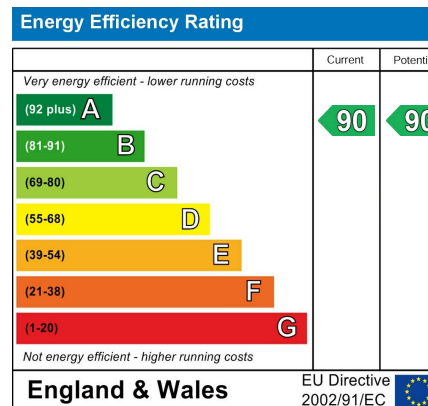 Energy Efficiency Rating
Current Potenti
Very energy efficient - lower running costs
(92 plus) A
90 90
(81-91) B
(69-80) C
(55-68) D
(39-54) E
(21-38) F
(1-20) G
Not energy efficient - higher running costs
England & Wales
EU Directive
2002/91/EC